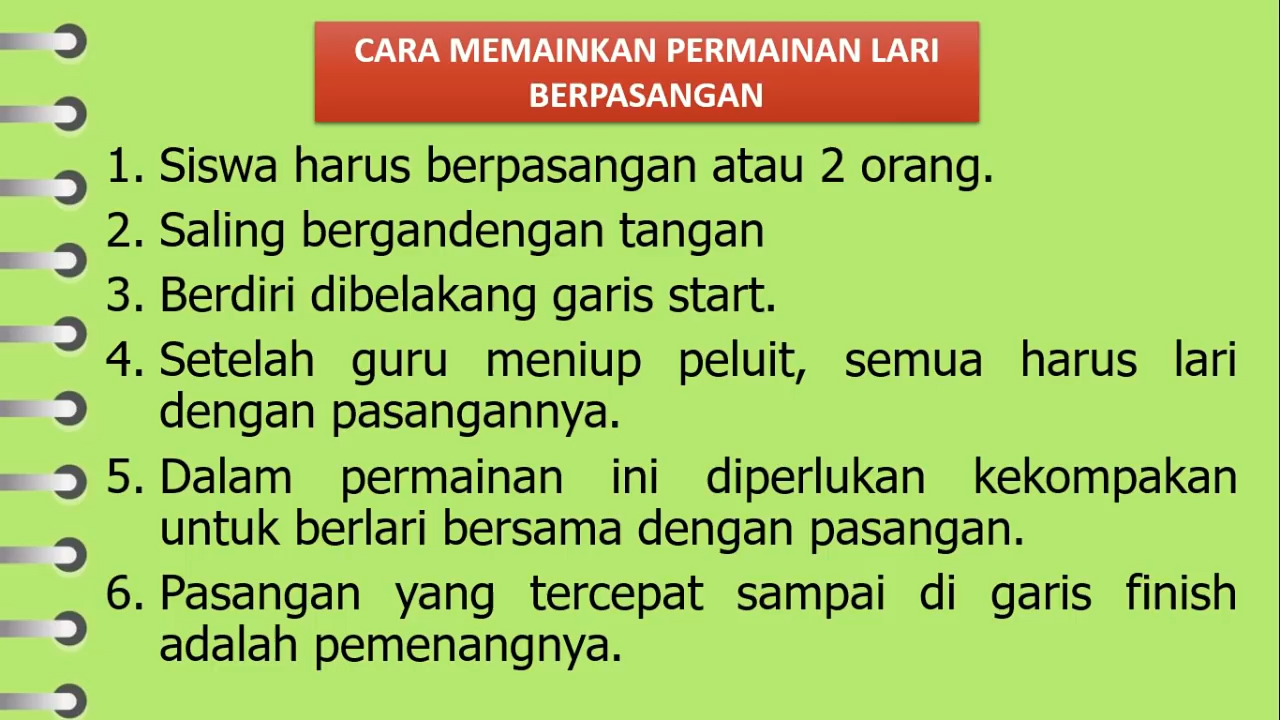 CARA MEMAINKAN PERMAINAN LARI
BERPASANGAN
1. Siswa harus berpasangan atau 2 orang.
2. Saling bergandengan tangan
3. Berdiri dibelakang garis start.
4. Setelah guru meniup peluit, semua harus lari
dengan pasangannya.
5. Dalam permainan ini diperlukan kekompakan
untuk berlari bersama dengan pasangan.
6. Pasangan yang tercepat sampai di garis finish
adalah pemenangnya.